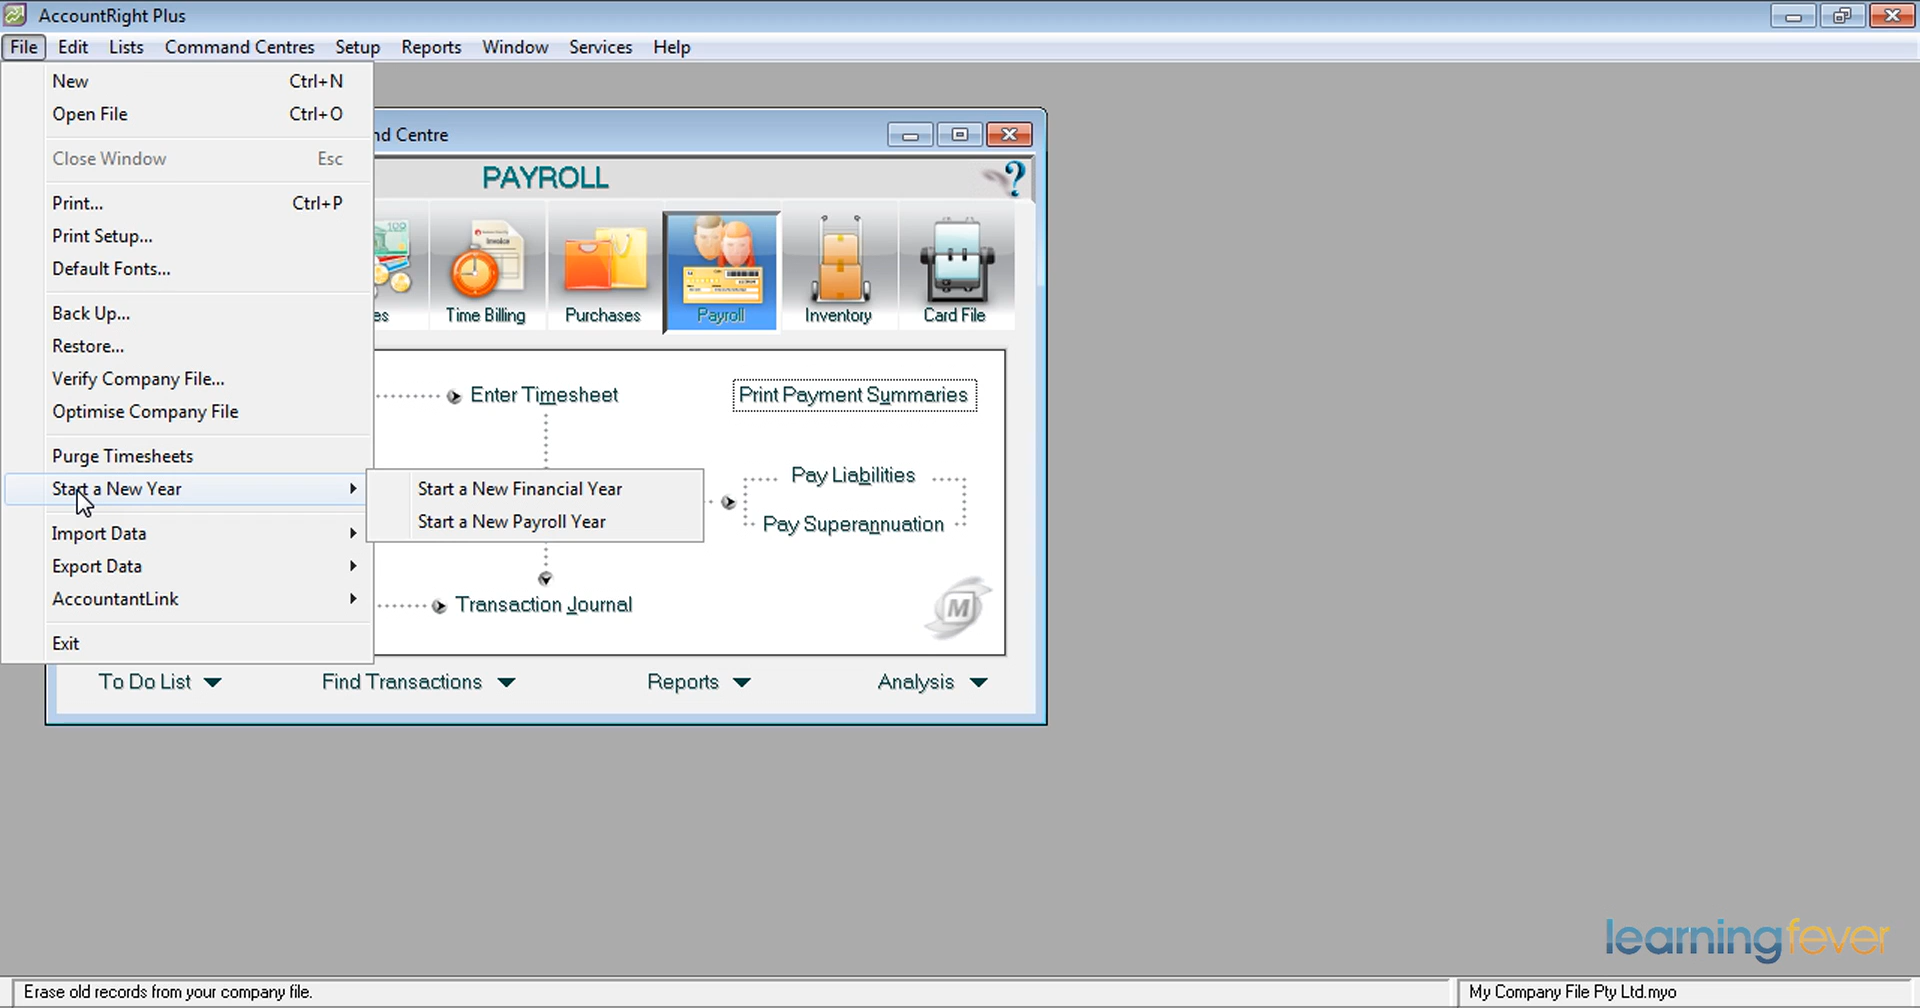 AccountRight Plus
File Edit Lists Command Centres Setup Reports Window Services Help
New Ctrl+N
Open File Ctrl+O
Close Window Esc
Print... Ctrl+P
Print Setup...
Default Fonts...
Back Up...
Restore...
Verify Company File...
Optimise Company File
Purge Timesheets
Start a New Year
Import Data
Export Data
AccountantLink
Exit
Start a New Financial Year
Start a New Payroll Year
nd Centre
PAYROLL
?
100
Invoice
es Time Billing Purchases Payroll Inventory Card File
Enter Timesheet Print Payment Summaries
Pay Liabilities
Pay Superannuation
Transaction Journal
M
To Do List Find Transactions Reports Analysis
learningfever
Erase old records from your company file. My Company File Pty Ltd.myo